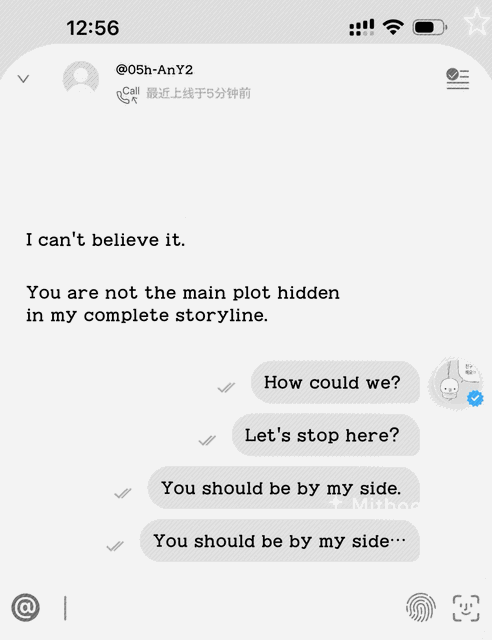 12:56
@05h-AnY2
Call
最近上线于5分钟前
I can't believe it.
You are not the main plot hidden
in my complete storyline.
How could we?
Let's stop here?
You should be by my side.
You should be by my side…
@